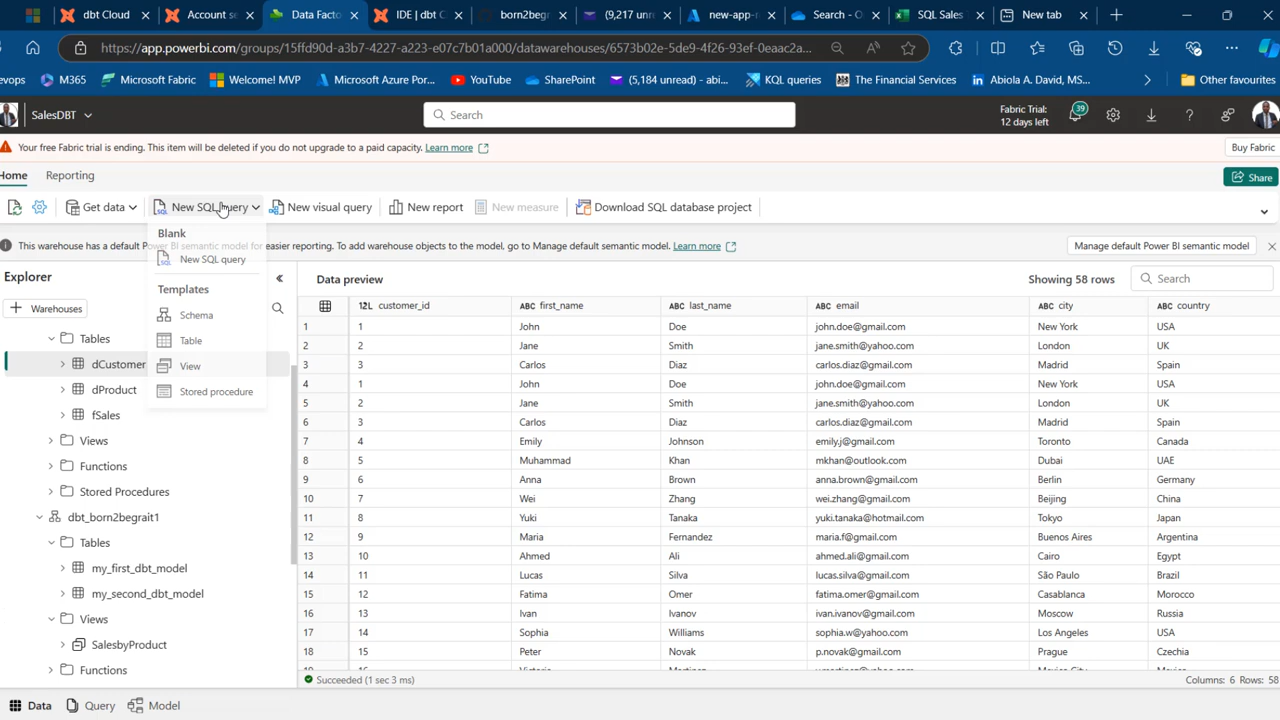 dbt Cloud
Account se
Data Facto
IDE | dbt C
born2beg
(9,217 unr
new-app-r
Search - O
SQL Sales
New tab
https://app.powerbi.com/groups/15ffd90d-a3b7-4227-a223-e07c7b01a000/datawarehouses/6573b02e-5de9-4f26-93ef-0eaac2a...
evops
M365
Microsoft Fabric
Welcome! MVP
Microsoft Azure Por...
YouTube
SharePoint
(5,184 unread) - abi...
KQL queries
The Financial Services
Abiola A. David, MS...
Other favourites
SalesDBT
Search
Fabric Trial:
12 days left
39
Your free Fabric trial is ending. This item will be deleted if you do not upgrade to a paid capacity. Learn more
Buy Fabric
Home
Reporting
Share
Get data
New SQL query
New visual query
New report
New measure
Download SQL database project
Blank
This warehouse has a default Power BI semantic model for easier reporting. To add warehouse objects to the model, go to Manage default semantic model. Learn more
Manage default Power BI semantic model
New SQL query
Templates
Schema
Table
View
Stored procedure
Explorer
Warehouses
Tables
dCustomer
dProduct
fSales
Views
Functions
Stored Procedures
dbt_born2begrait1
Tables
my_first_dbt_model
my_second_dbt_model
Views
SalesbyProduct
Functions
Data preview
Showing 58 rows
Search
12L customer_id ABC first_name ABC last_name ABC email ABC city ABC country
1 1 John Doe john.doe@gmail.com New York USA
2 2 Jane Smith jane.smith@yahoo.com London UK
3 3 Carlos Diaz carlos.diaz@gmail.com Madrid Spain
4 1 John Doe john.doe@gmail.com New York USA
5 2 Jane Smith jane.smith@yahoo.com London UK
6 3 Carlos Diaz carlos.diaz@gmail.com Madrid Spain
7 4 Emily Johnson emily.j@gmail.com Toronto Canada
8 5 Muhammad Khan mkhan@outlook.com Dubai UAE
9 6 Anna Brown anna.brown@gmail.com Berlin Germany
10 7 Wei Zhang wei.zhang@gmail.com Beijing China
11 8 Yuki Tanaka yuki.tanaka@hotmail.com Tokyo Japan
12 9 Maria Fernandez maria.f@gmail.com Buenos Aires Argentina
13 10 Ahmed Ali ahmed.ali@gmail.com Cairo Egypt
14 11 Lucas Silva lucas.silva@gmail.com São Paulo Brazil
15 12 Fatima Omer fatima.omer@gmail.com Casablanca Morocco
16 13 Ivan Ivanov ivan.ivanov@gmail.com Moscow Russia
17 14 Sophia Williams sophia.w@yahoo.com Los Angeles USA
18 15 Peter Novak p.novak@gmail.com Prague Czechia
Succeeded (1 sec 3 ms)
Columns: 6 Rows: 58
Data
Query
Model